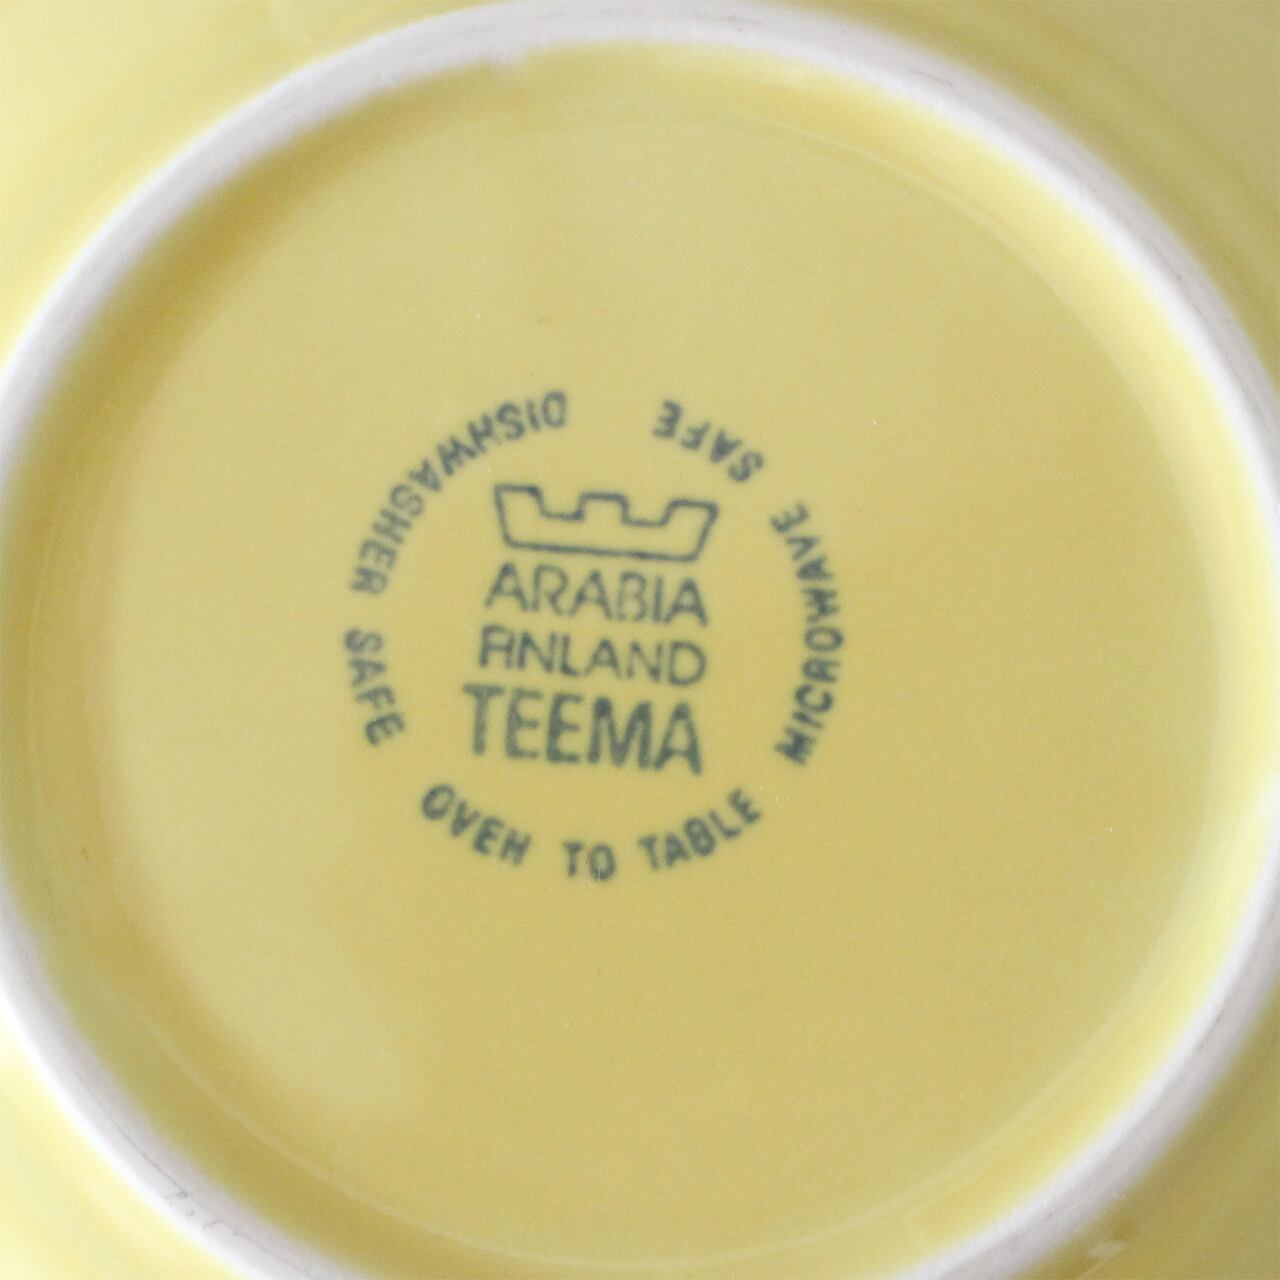 ARABIA
FINLAND
TEEMA
DISHWASHER SAFE
OVEN TO TABLE
MICROWAVE SAFE